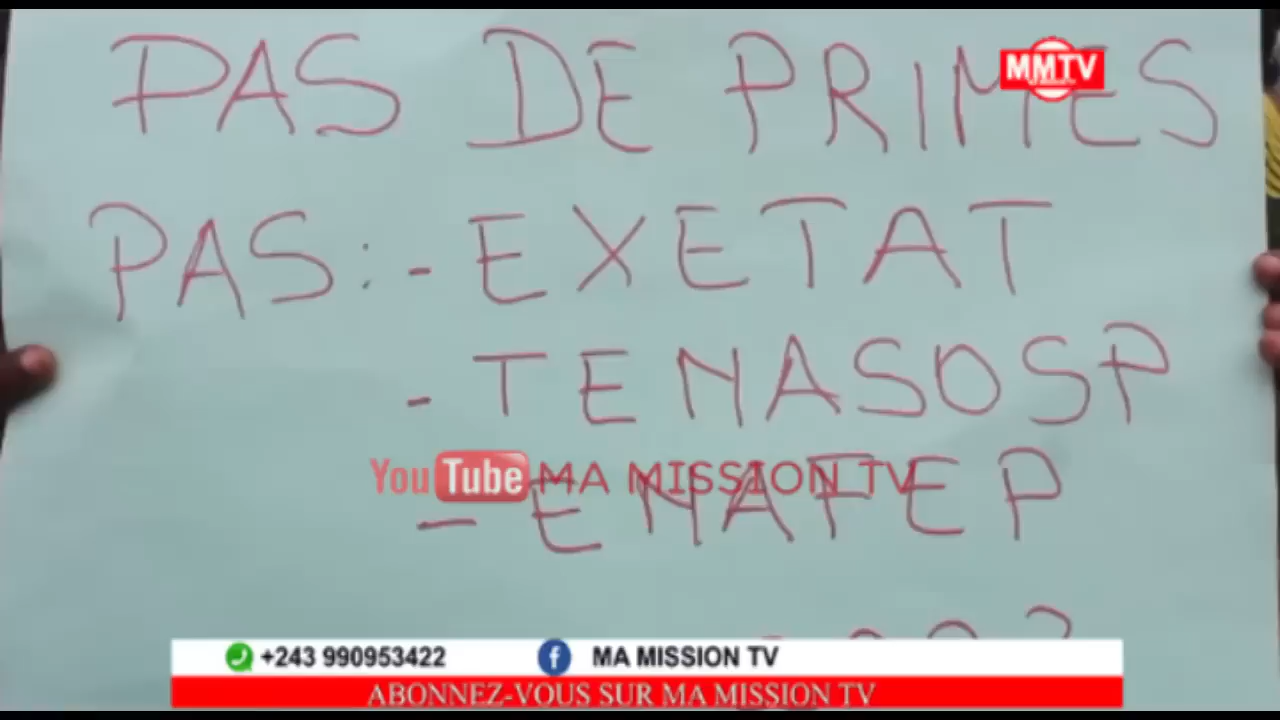 PAS DE PRIMES
MMTV
PAS : - EXETAT
- TENASOSP
YouTube MA MISSION TV
- ENAFEP
+243 990953422 MA MISSION TV
ABONNEZ-VOUS SUR MA MISSION TV